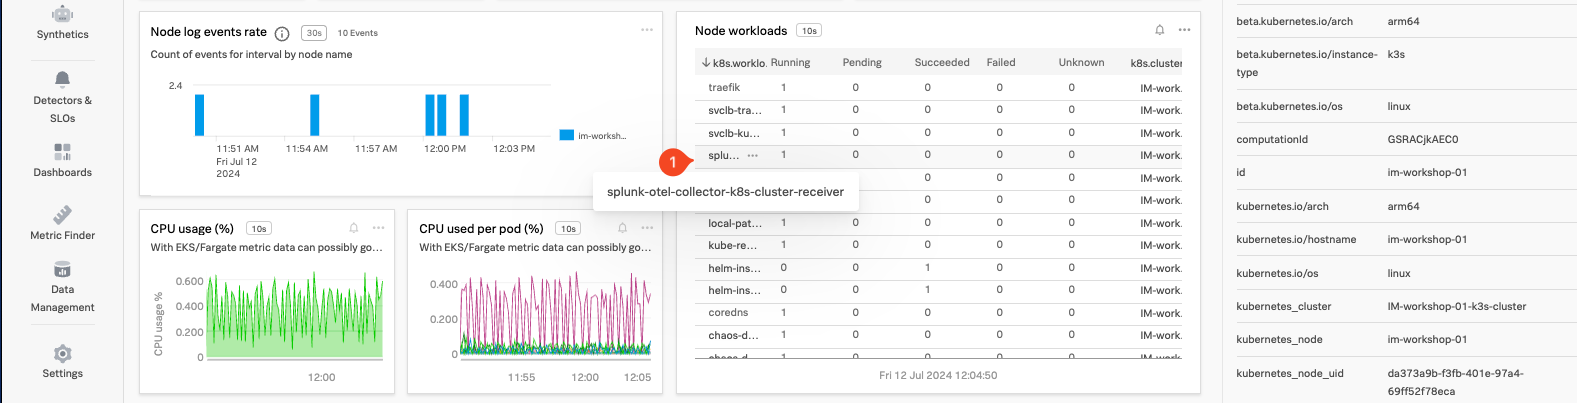 Synthetics
Detectors &
SLOs
Dashboards
Metric Finder
Data
Management
Settings
Node log events rate 30s 10 Events
Count of events for interval by node name
2.4
11:51 AM 11:54 AM 11:57 AM 12:00 PM 12:03 PM
Fri Jul 12
2024
im-worksh...
CPU usage (%) 10s
With EKS/Fargate metric data can possibly go...
CPU usage %
0.600
0.400
0.200
0
12:00
CPU used per pod (%) 10s
With EKS/Fargate metric data can possibly go...
0.400
0.200
0
11:55 12:00 12:05
Node workloads 10s
k8s.worklo. Running Pending Succeeded Failed Unknown k8s.cluster
traefik 1 0 0 0 0 IM-work.
svclb-tra... 1 0 0 0 0 IM-work.
svclb-ku... 1 0 0 0 0 IM-work.
splu... ··· 1 0 0 0 0 IM-work.
1
splunk-otel-collector-k8s-cluster-receiver
0 0 0 IM-work.
0 0 0 IM-work.
local-pat... 1 0 0 0 0 IM-work.
kube-re... 1 0 0 0 0 IM-work.
helm-ins... 0 0 1 0 0 IM-work.
helm-ins... 0 0 1 0 0 IM-work.
coredns 1 0 0 0 0 IM-work.
chaos-d... 1 0 0 0 0 IM-work.
chaos-d... 1 0 0 0 0 IM-work.
Fri 12 Jul 2024 12:04:50
beta.kubernetes.io/arch arm64
beta.kubernetes.io/instance-type k3s
beta.kubernetes.io/os linux
computationId GSRACjkAEC0
id im-workshop-01
kubernetes.io/arch arm64
kubernetes.io/hostname im-workshop-01
kubernetes.io/os linux
kubernetes_cluster IM-workshop-01-k3s-cluster
kubernetes_node im-workshop-01
kubernetes_node_uid da373a9b-f3fb-401e-97a4-
69ff52f78eca